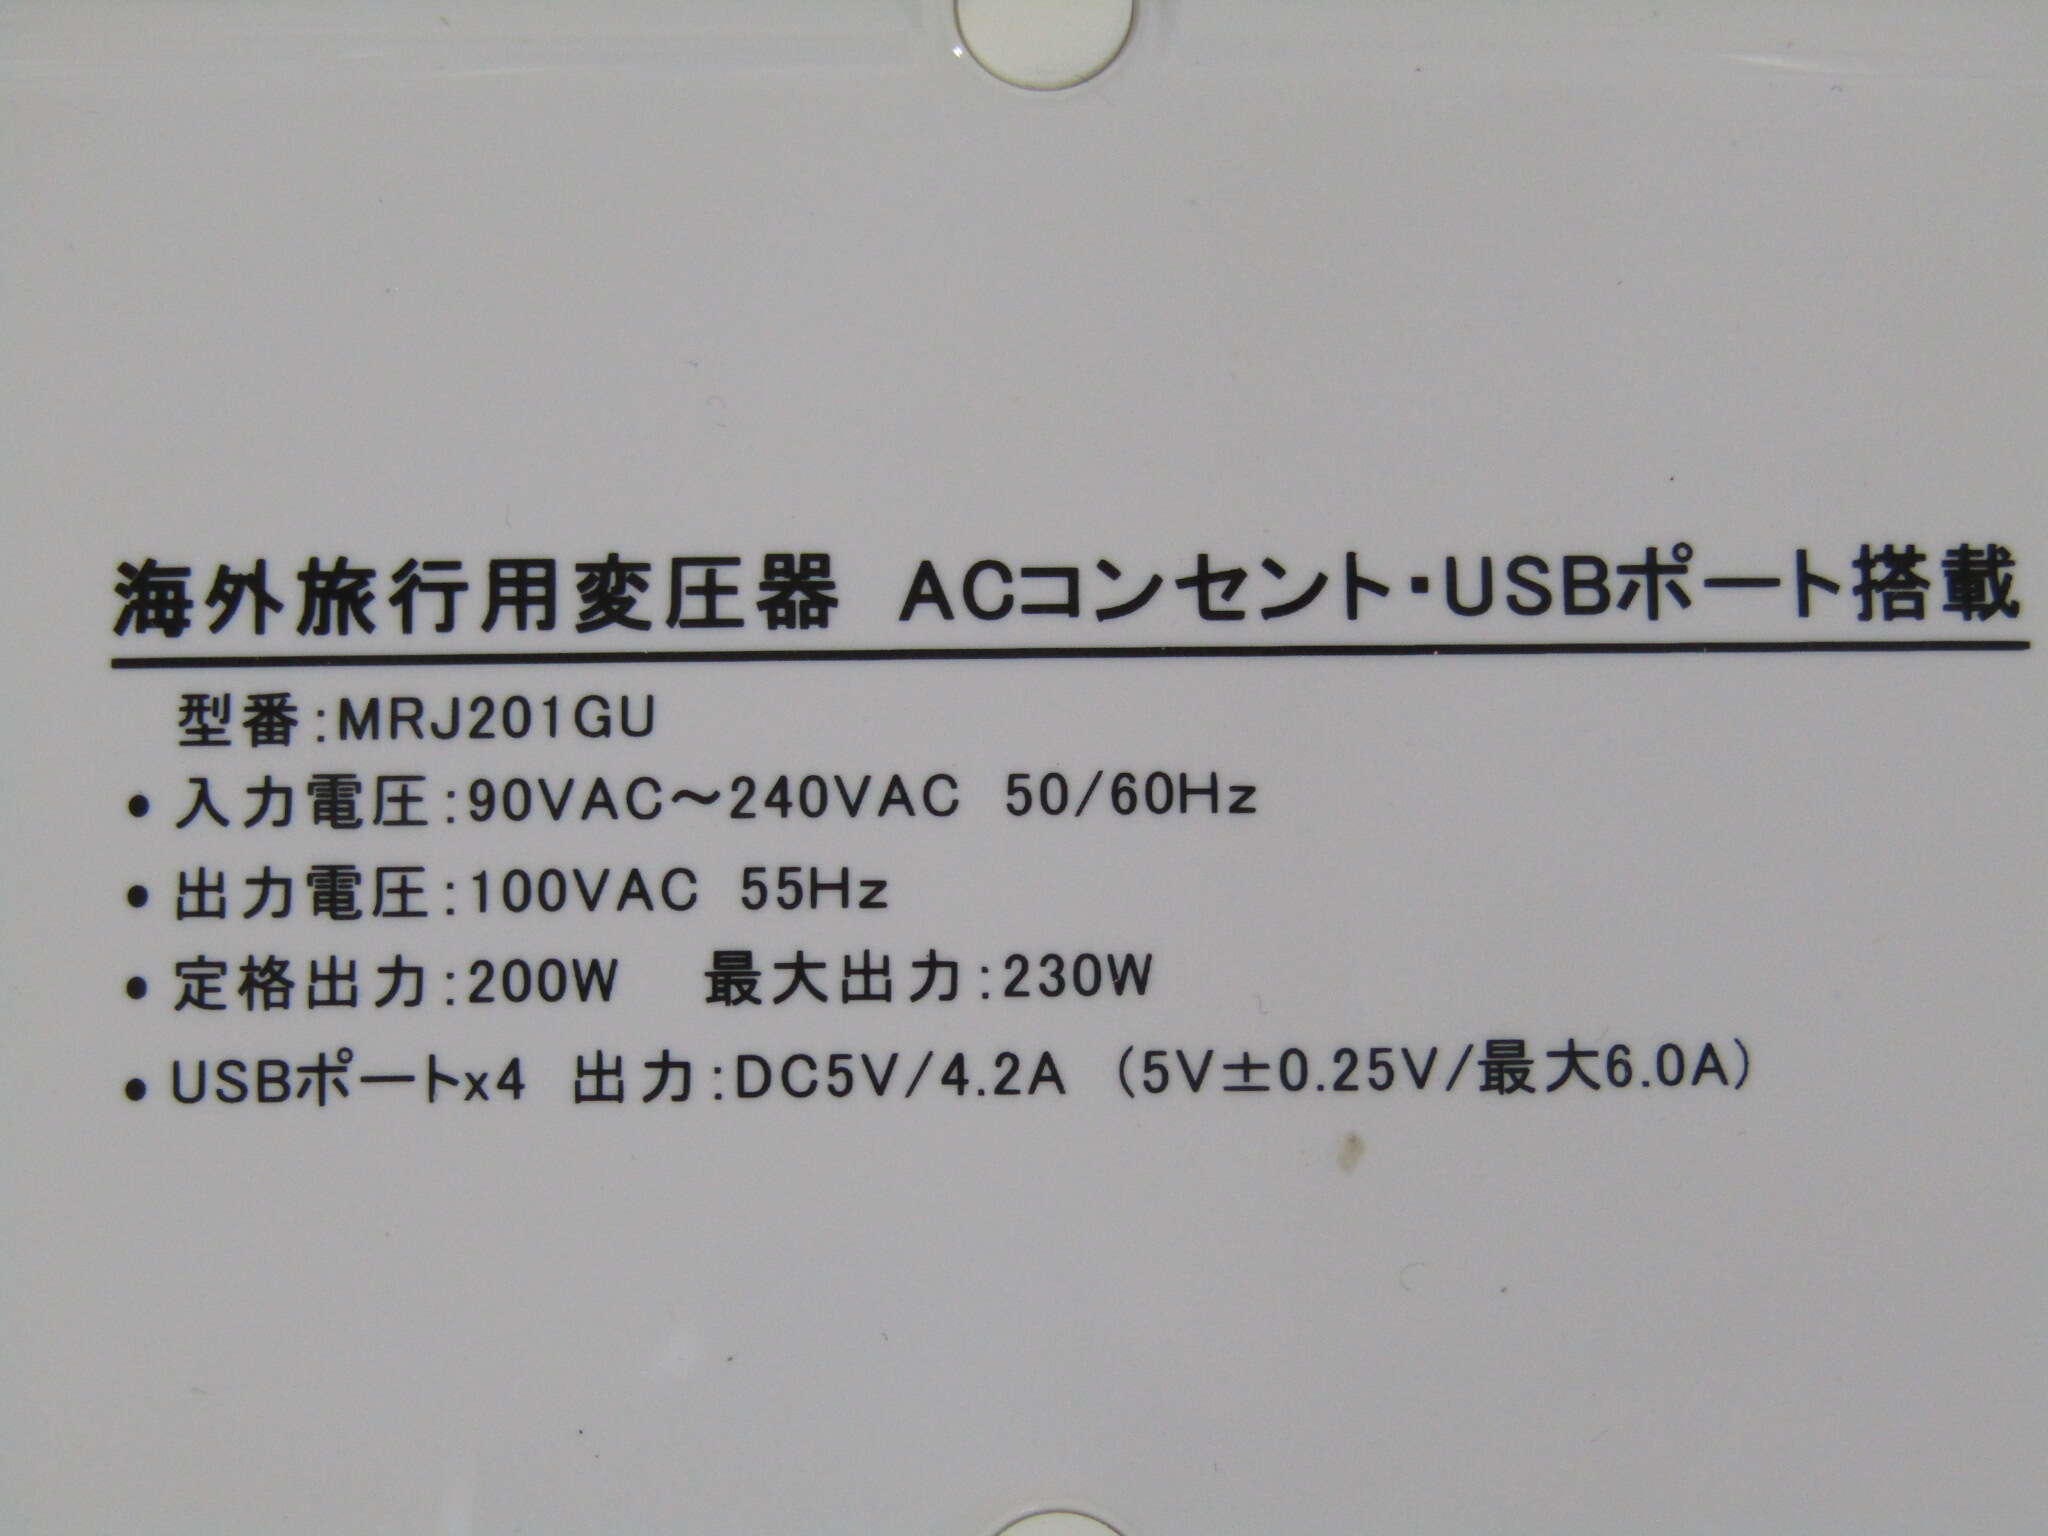 海外旅行用変圧器 ACコンセント・USBポート搭載
型番:MRJ201GU
・入力電圧:90VAC～240VAC 50/60Hz
・出力電圧:100VAC 55Hz
・定格出力:200W 最大出力:230W
・USBポートx4 出力:DC5V/4.2A (5V±0.25V/最大6.0A)